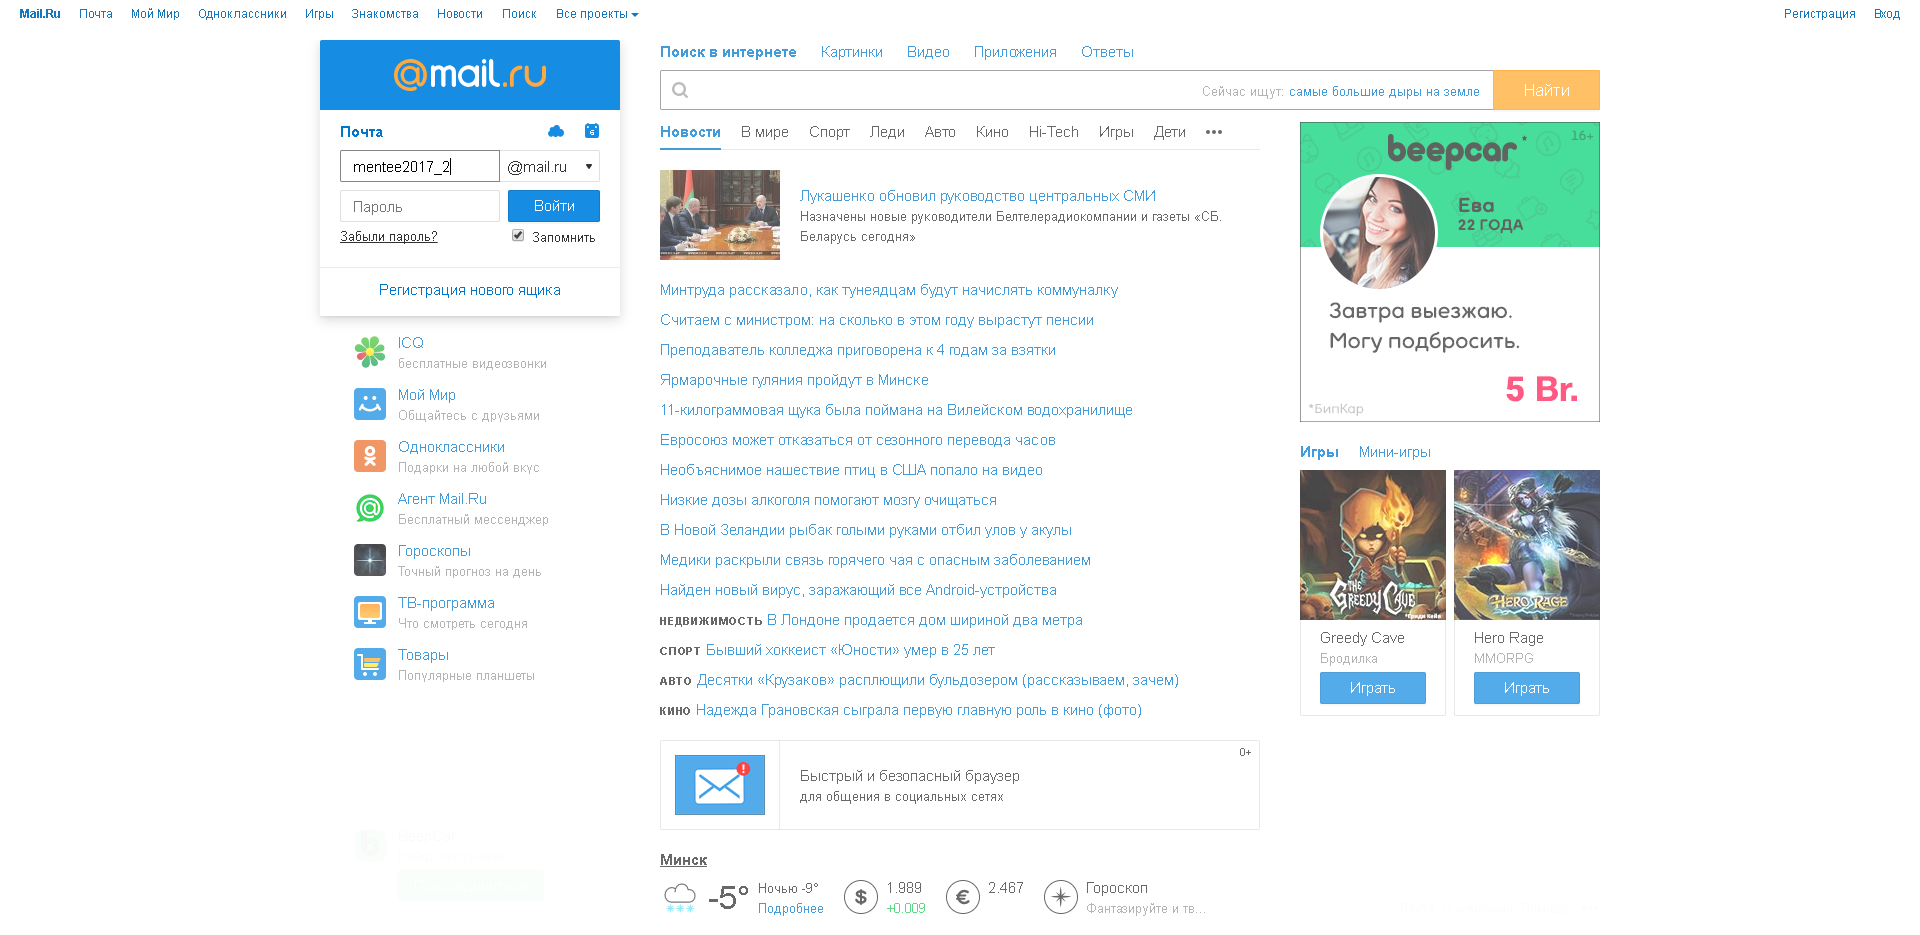 Mail.Ru Почта Мой Мир Одноклассники Игры Знакомства Новости Поиск Все проекты Регистрация Вход
@mail.ru
Почта
6
mentee2017_2 @mail.ru
Пароль Войти
Забыли пароль? Запомнить
Регистрация нового ящика
ICQ
бесплатные видеозвонки
Мой Мир
Общайтесь с друзьями
Одноклассники
Подарки на любой вкус
Агент Mail.Ru
Бесплатный мессенджер
Гороскопы
Точный прогноз на день
ТВ-программа
Что смотреть сегодня
Товары
Популярные планшеты
Поиск в интернете Картинки Видео Приложения Ответы
Сейчас ищут: самые большие дыры на земле Найти
Новости В мире Спорт Леди Авто Кино Hi-Tech Игры Дети •••
Лукашенко обновил руководство центральных СМИ
Назначены новые руководители Белтелерадиокомпании и газеты «СБ.
Беларусь сегодня»
Минтруда рассказало, как тунеядцам будут начислять коммуналку
Считаем с министром: на сколько в этом году вырастут пенсии
Преподаватель колледжа приговорена к 4 годам за взятки
Ярмарочные гуляния пройдут в Минске
11-килограммовая щука была поймана на Вилейском водохранилище
Евросоюз может отказаться от сезонного перевода часов
Необъяснимое нашествие птиц в США попало на видео
Низкие дозы алкоголя помогают мозгу очищаться
В Новой Зеландии рыбак голыми руками отбил улов у акулы
Медики раскрыли связь горячего чая с опасным заболеванием
Найден новый вирус, заражающий все Android-устройства
НЕДВИЖИМОСТЬ В Лондоне продается дом шириной два метра
СПОРТ Бывший хоккеист «Юности» умер в 25 лет
АВТО Десятки «Крузаков» расплющили бульдозером (рассказываем, зачем)
КИНО Надежда Грановская сыграла первую главную роль в кино (фото)
0+
Быстрый и безопасный браузер
для общения в социальных сетях
Минск
-5° Ночью -9° $ 1.989 € 2.467 Гороскоп
Подробнее +0.009 Фантазируйте и тв...
16+
beepcar*
Ева
22 ГОДА
Завтра выезжаю.
Могу подбросить.
5 Br.
*БипКар
Игры Мини-игры
THE GREEDY CAVE
HERO RAGE
Greedy Cave Hero Rage
Бродилка MMORPG
Играть Играть